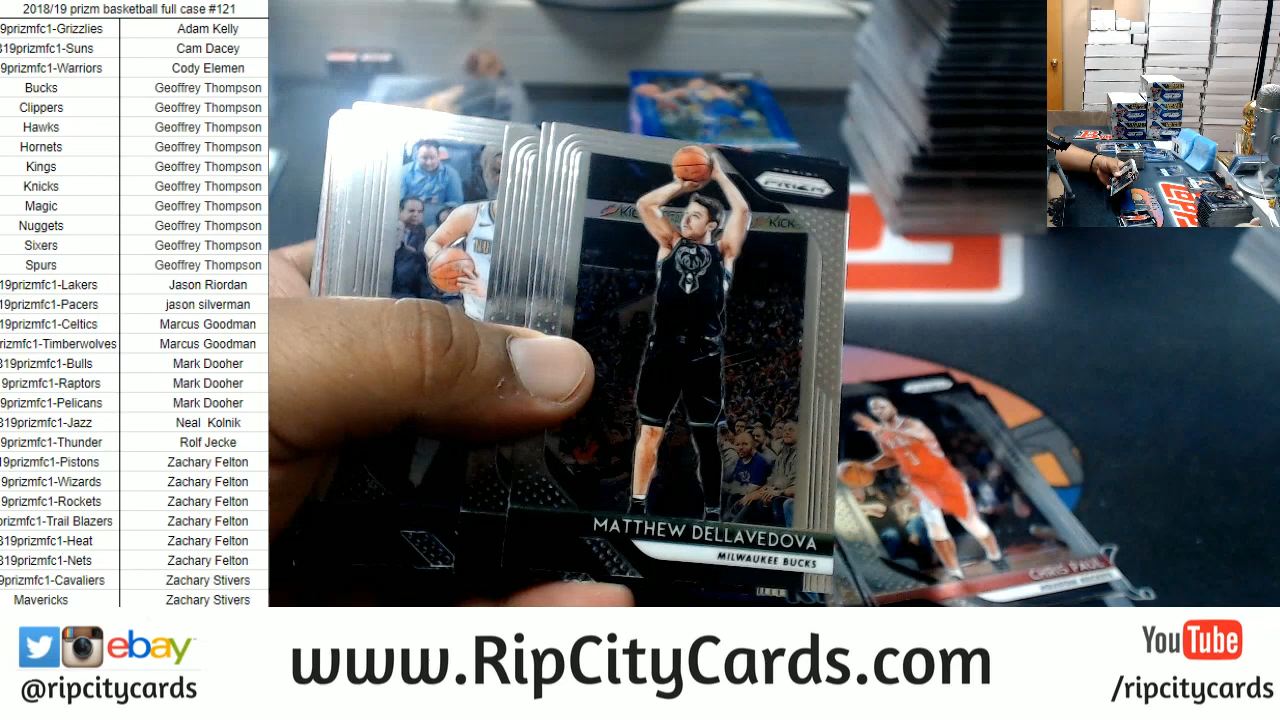 2018/19 prizm basketball full case #121
9prizmfc1-Grizzlies Adam Kelly
19prizmfc1-Suns Cam Dacey
9prizmfc1-Warriors Cody Elemen
Bucks Geoffrey Thompson
Clippers Geoffrey Thompson
Hawks Geoffrey Thompson
Hornets Geoffrey Thompson
Kings Geoffrey Thompson
Knicks Geoffrey Thompson
Magic Geoffrey Thompson
Nuggets Geoffrey Thompson
Sixers Geoffrey Thompson
Spurs Geoffrey Thompson
19prizmfc1-Lakers Jason Riordan
19prizmfc1-Pacers jason silverman
19prizmfc1-Celtics Marcus Goodman
rizmfc1-Timberwolves Marcus Goodman
319prizmfc1-Bulls Mark Dooher
9prizmfc1-Raptors Mark Dooher
9prizmfc1-Pelicans Mark Dooher
319prizmfc1-Jazz Neal Kolnik
9prizmfc1-Thunder Rolf Jecke
19prizmfc1-Pistons Zachary Felton
9prizmfc1-Wizards Zachary Felton
9prizmfc1-Rockets Zachary Felton
rizmfc1-Trail Blazers Zachary Felton
319prizmfc1-Heat Zachary Felton
319prizmfc1-Nets Zachary Felton
9prizmfc1-Cavaliers Zachary Stivers
Mavericks Zachary Stivers
PANINI
PRIZM
KICK
KICK
MATTHEW DELLAVEDOVA
MILWAUKEE BUCKS
CHRIS PAUL
ebay
@ripcitycards
www.RipCityCards.com
YouTube
/ripcitycards